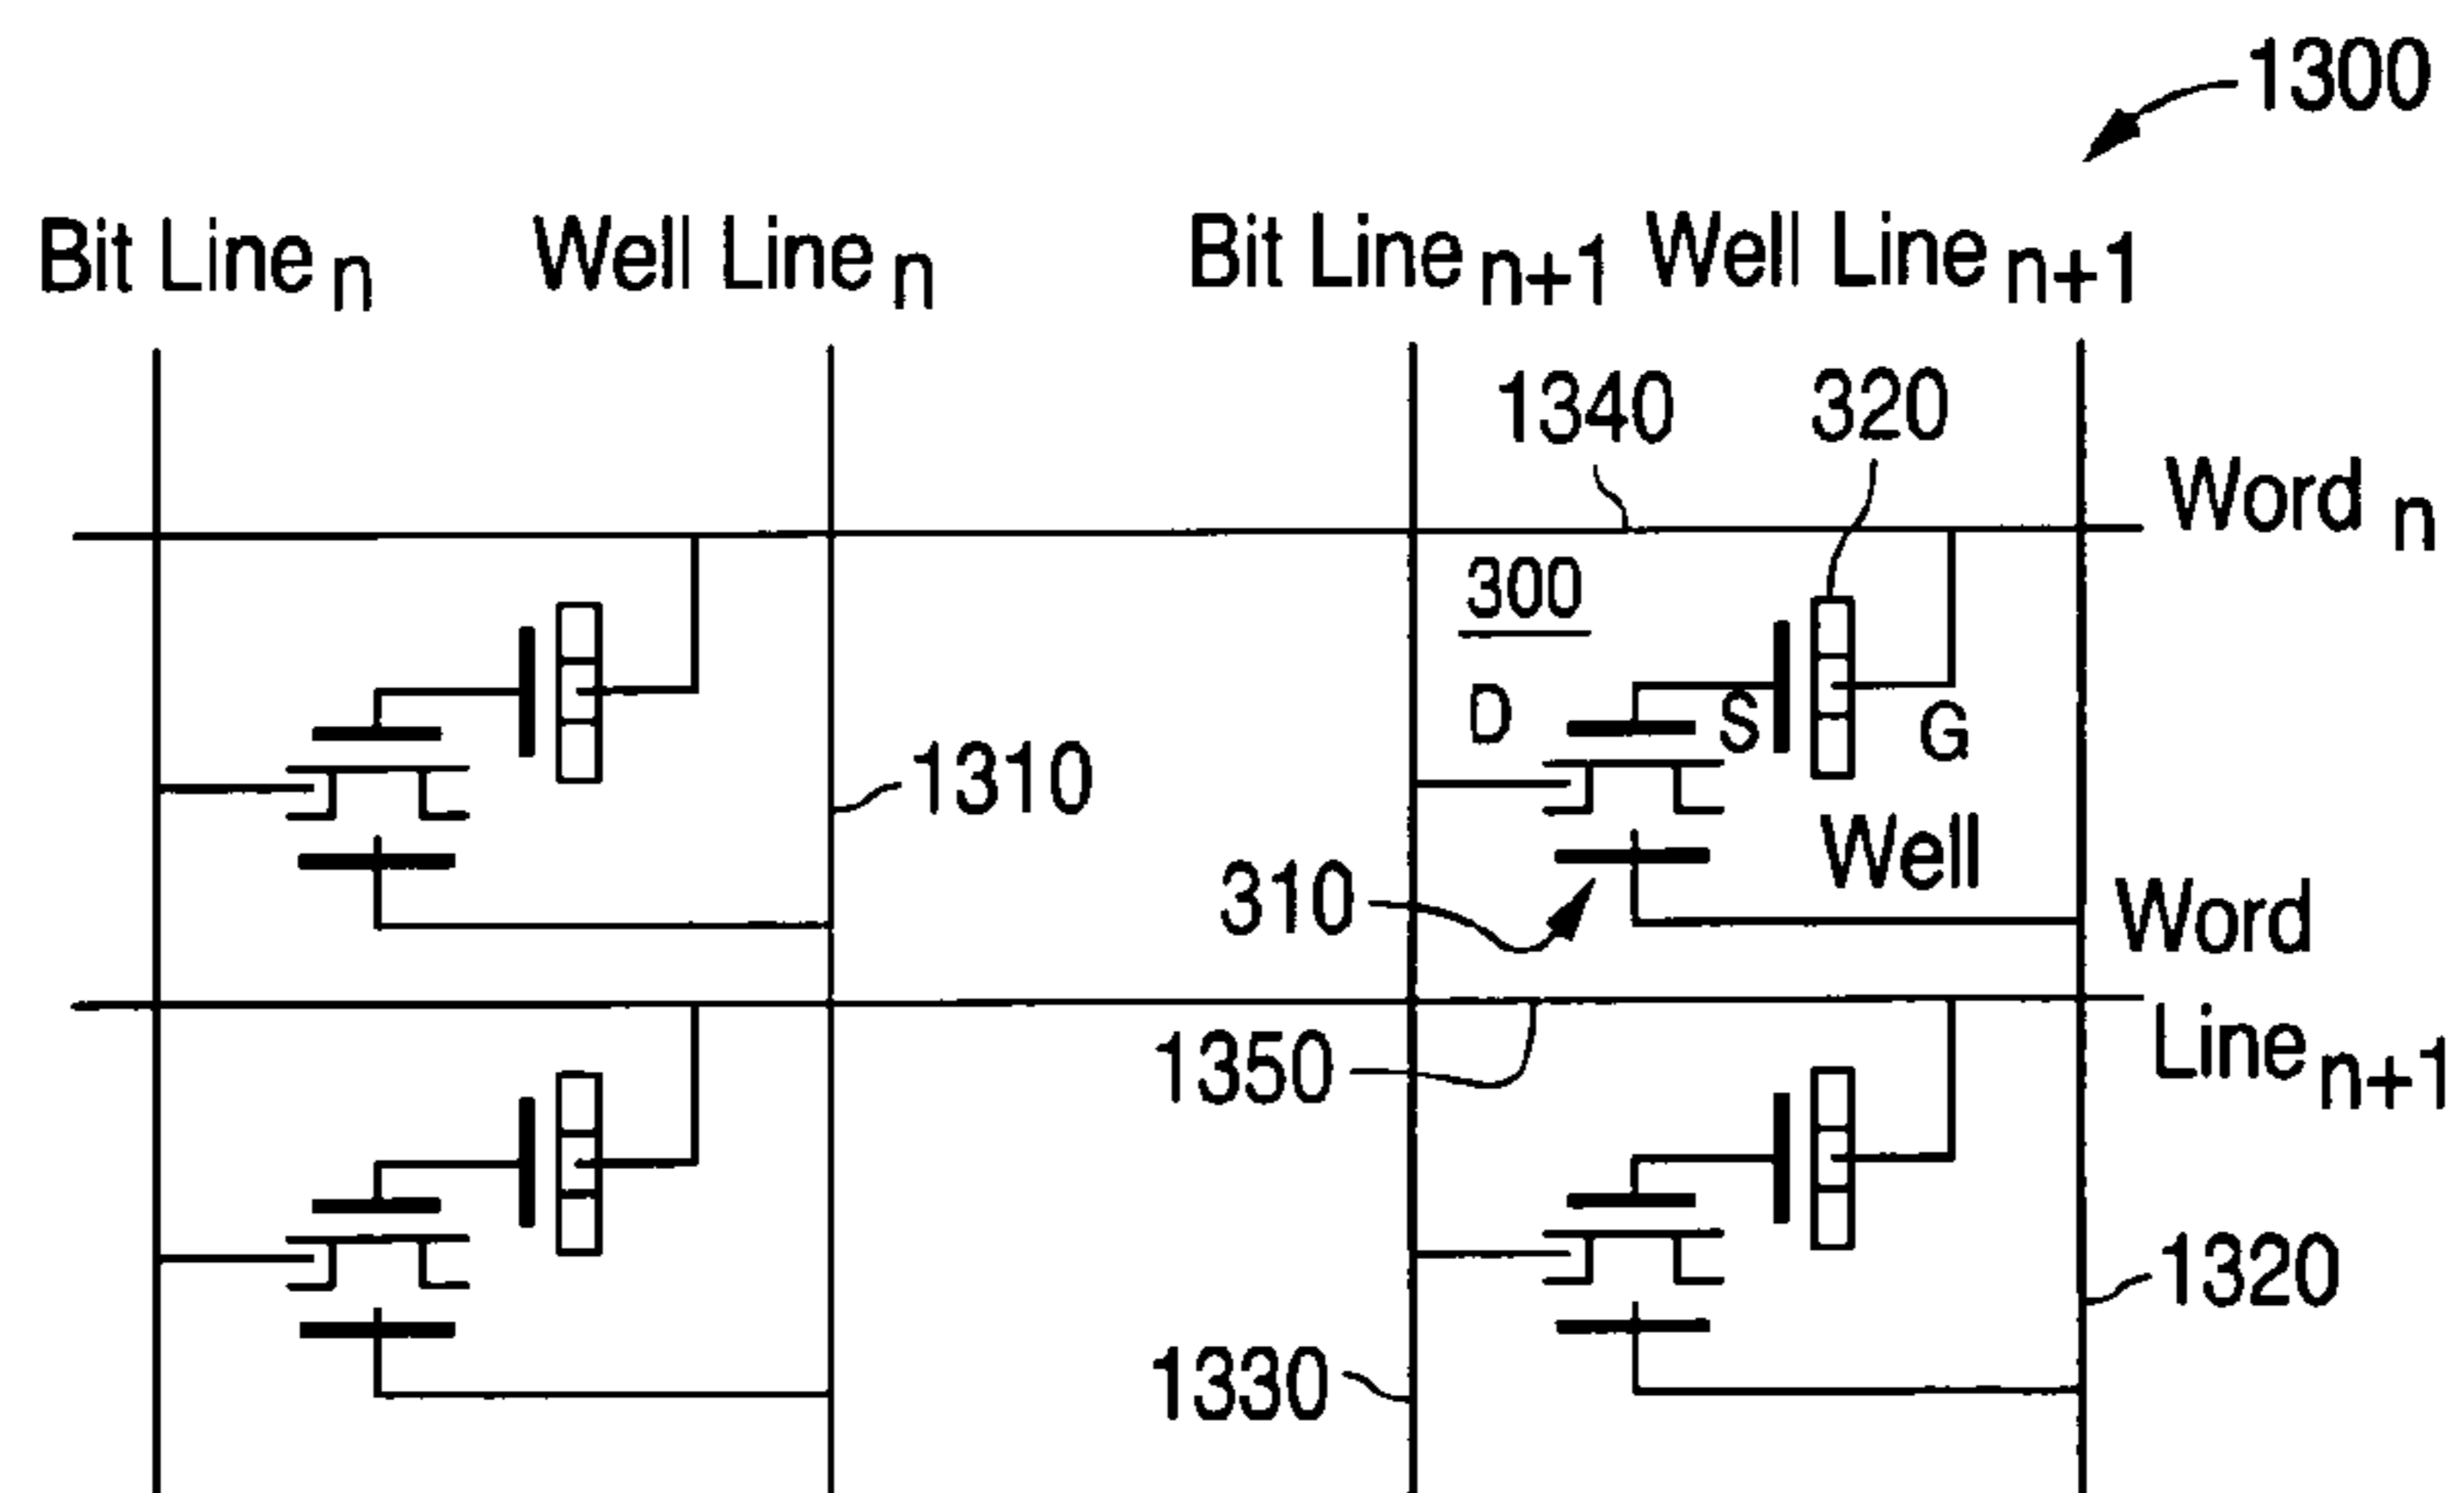 1300
Bit Line n Well Line n Bit Line n+1 Well Line n+1
1340 320
Word n
300
D S G
1310
Well
310
Word
Line n+1
1350
1320
1330